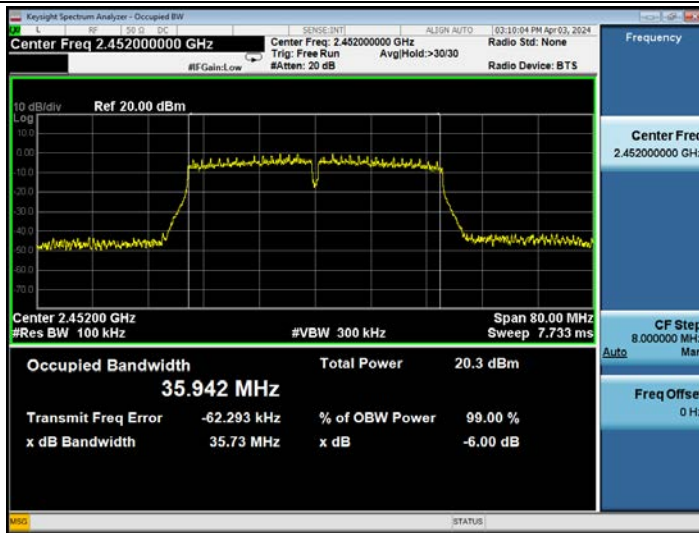 Keysight Spectrum Analyzer - Occupied BW
L RF 50 Ω DC SENSE:INT ALIGN AUTO 03:10:04 PM Apr 03, 2024
Center Freq 2.452000000 GHz
Center Freq: 2.452000000 GHz
Radio Std: None
Trig: Free Run Avg|Hold:>30/30
#IFGain:Low
#Atten: 20 dB
Radio Device: BTS
Frequency
10 dB/div Ref 20.00 dBm
Log
10.0
0.00
-10.0
-20.0
-30.0
-40.0
-50.0
-60.0
-70.0
Center Freq
2.452000000 GHz
Center 2.45200 GHz
Span 80.00 MHz
#Res BW 100 kHz
#VBW 300 kHz
Sweep 7.733 ms
CF Step
8.000000 MHz
Auto Man
Occupied Bandwidth
Total Power 20.3 dBm
35.942 MHz
Transmit Freq Error -62.293 kHz
% of OBW Power 99.00 %
x dB Bandwidth 35.73 MHz
x dB -6.00 dB
Freq Offset
0 Hz
MSG
STATUS